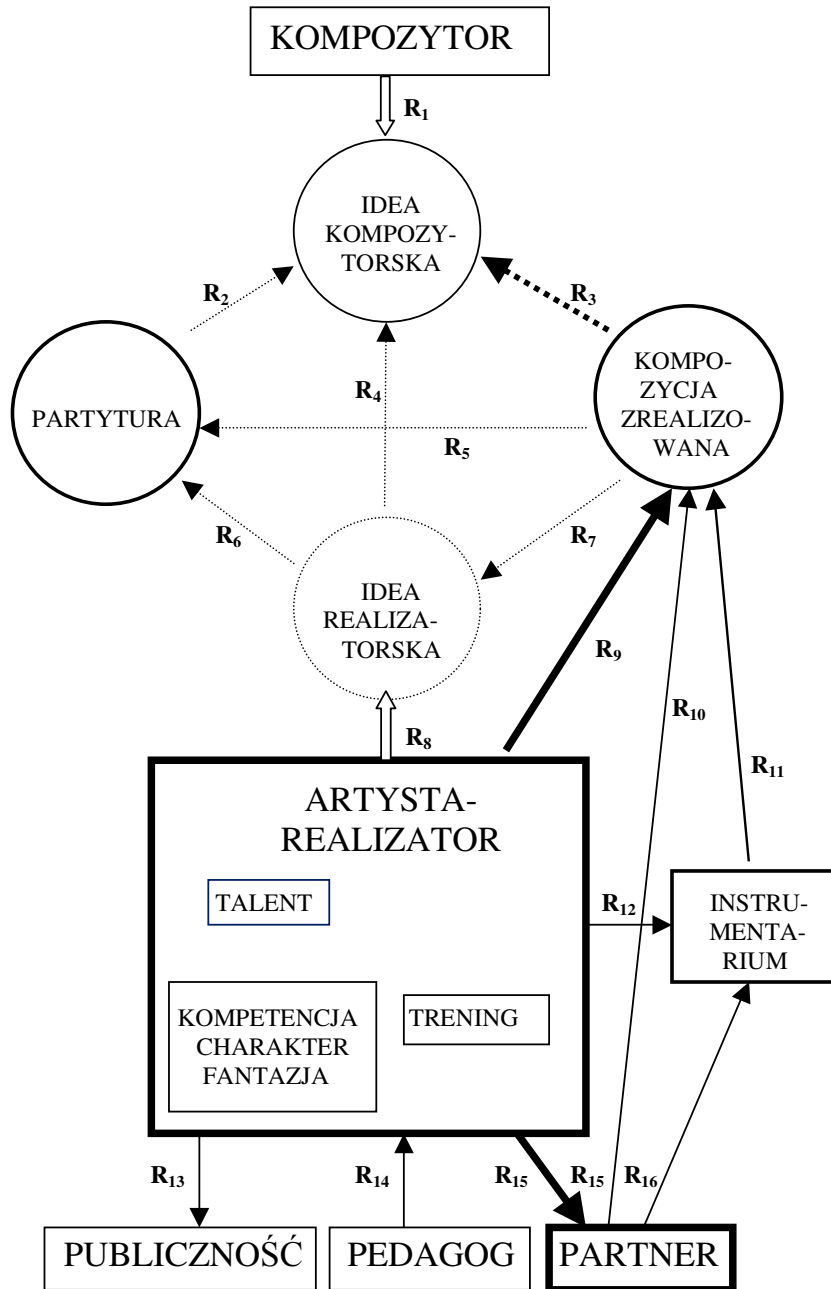 KOMPOZYTOR
R₁
IDEA
KOMPOZY-
TORSKA
R₂
R₃
KOMPO-
ZYCJA
ZREALIZO-
WANA
PARTYTURA
R₄
R₅
R₆
R₇
IDEA
REALIZA-
TORSKA
R₉
R₁₀
R₈
R₁₁
ARTYSTA-
REALIZATOR
TALENT
R₁₂
INSTRU-
MENTA-
RIUM
KOMPETENCJA
CHARAKTER
FANTAZJA
TRENING
R₁₃
R₁₄
R₁₅
R₁₅
R₁₆
PUBLICZNOŚĆ
PEDAGOG
PARTNER